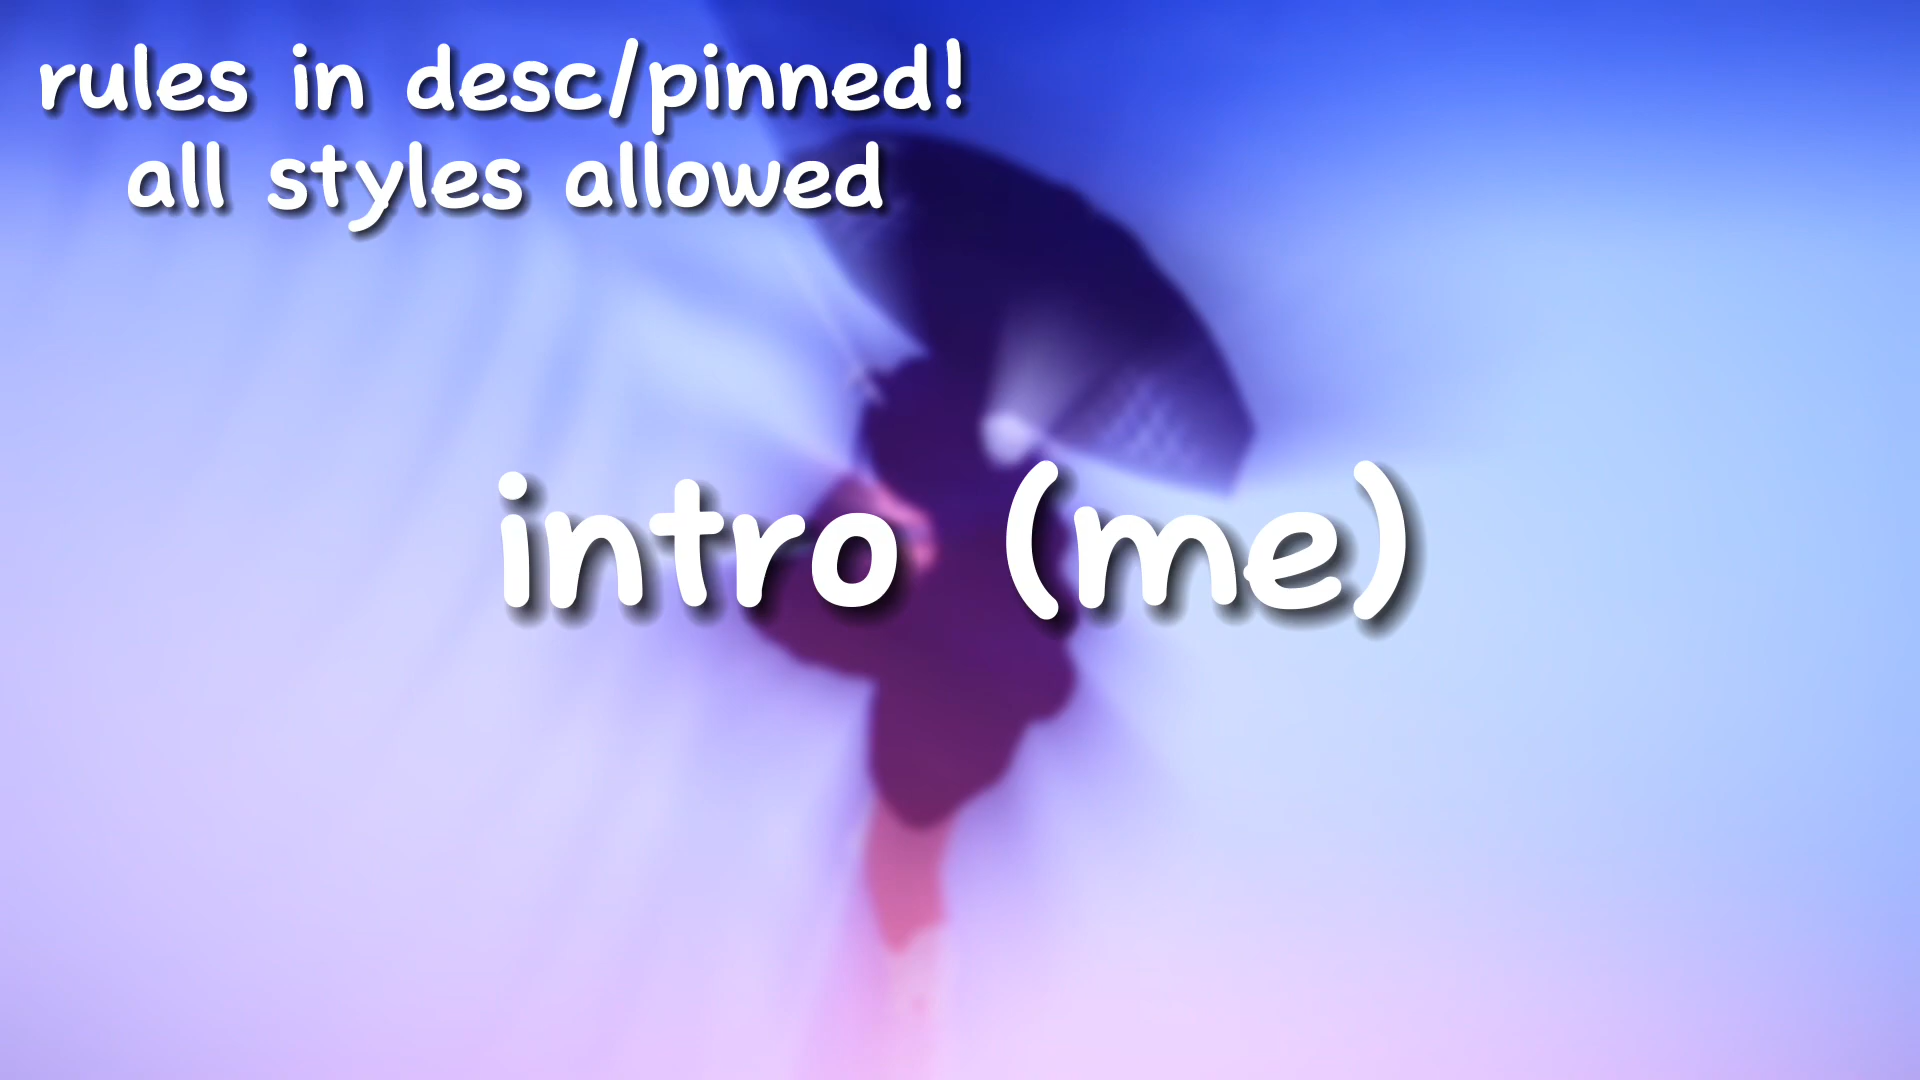 rules in desc/pinned!
all styles allowed
intro (me)